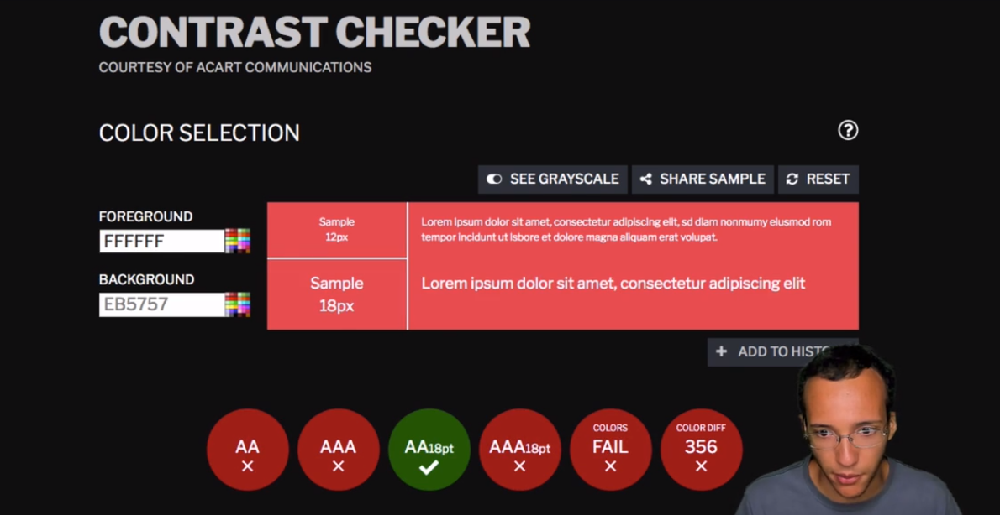 CONTRAST CHECKER
COURTESY OF ACART COMMUNICATIONS
COLOR SELECTION
?
SEE GRAYSCALE
SHARE SAMPLE
RESET
FOREGROUND
FFFFFF
BACKGROUND
EB5757
Sample
12px
Lorem ipsum dolor sit amet, consectetur adipiscing elit, sd diam nonmumy eiusmod rom
tempor incidunt ut lsbore et dolore magna aliquam erat volupat.
Sample
18px
Lorem ipsum dolor sit amet, consectetur adipiscing elit
+ ADD TO HIST
AA
AAA
AA18pt
AAA18pt
COLORS
FAIL
COLOR DIFF
356